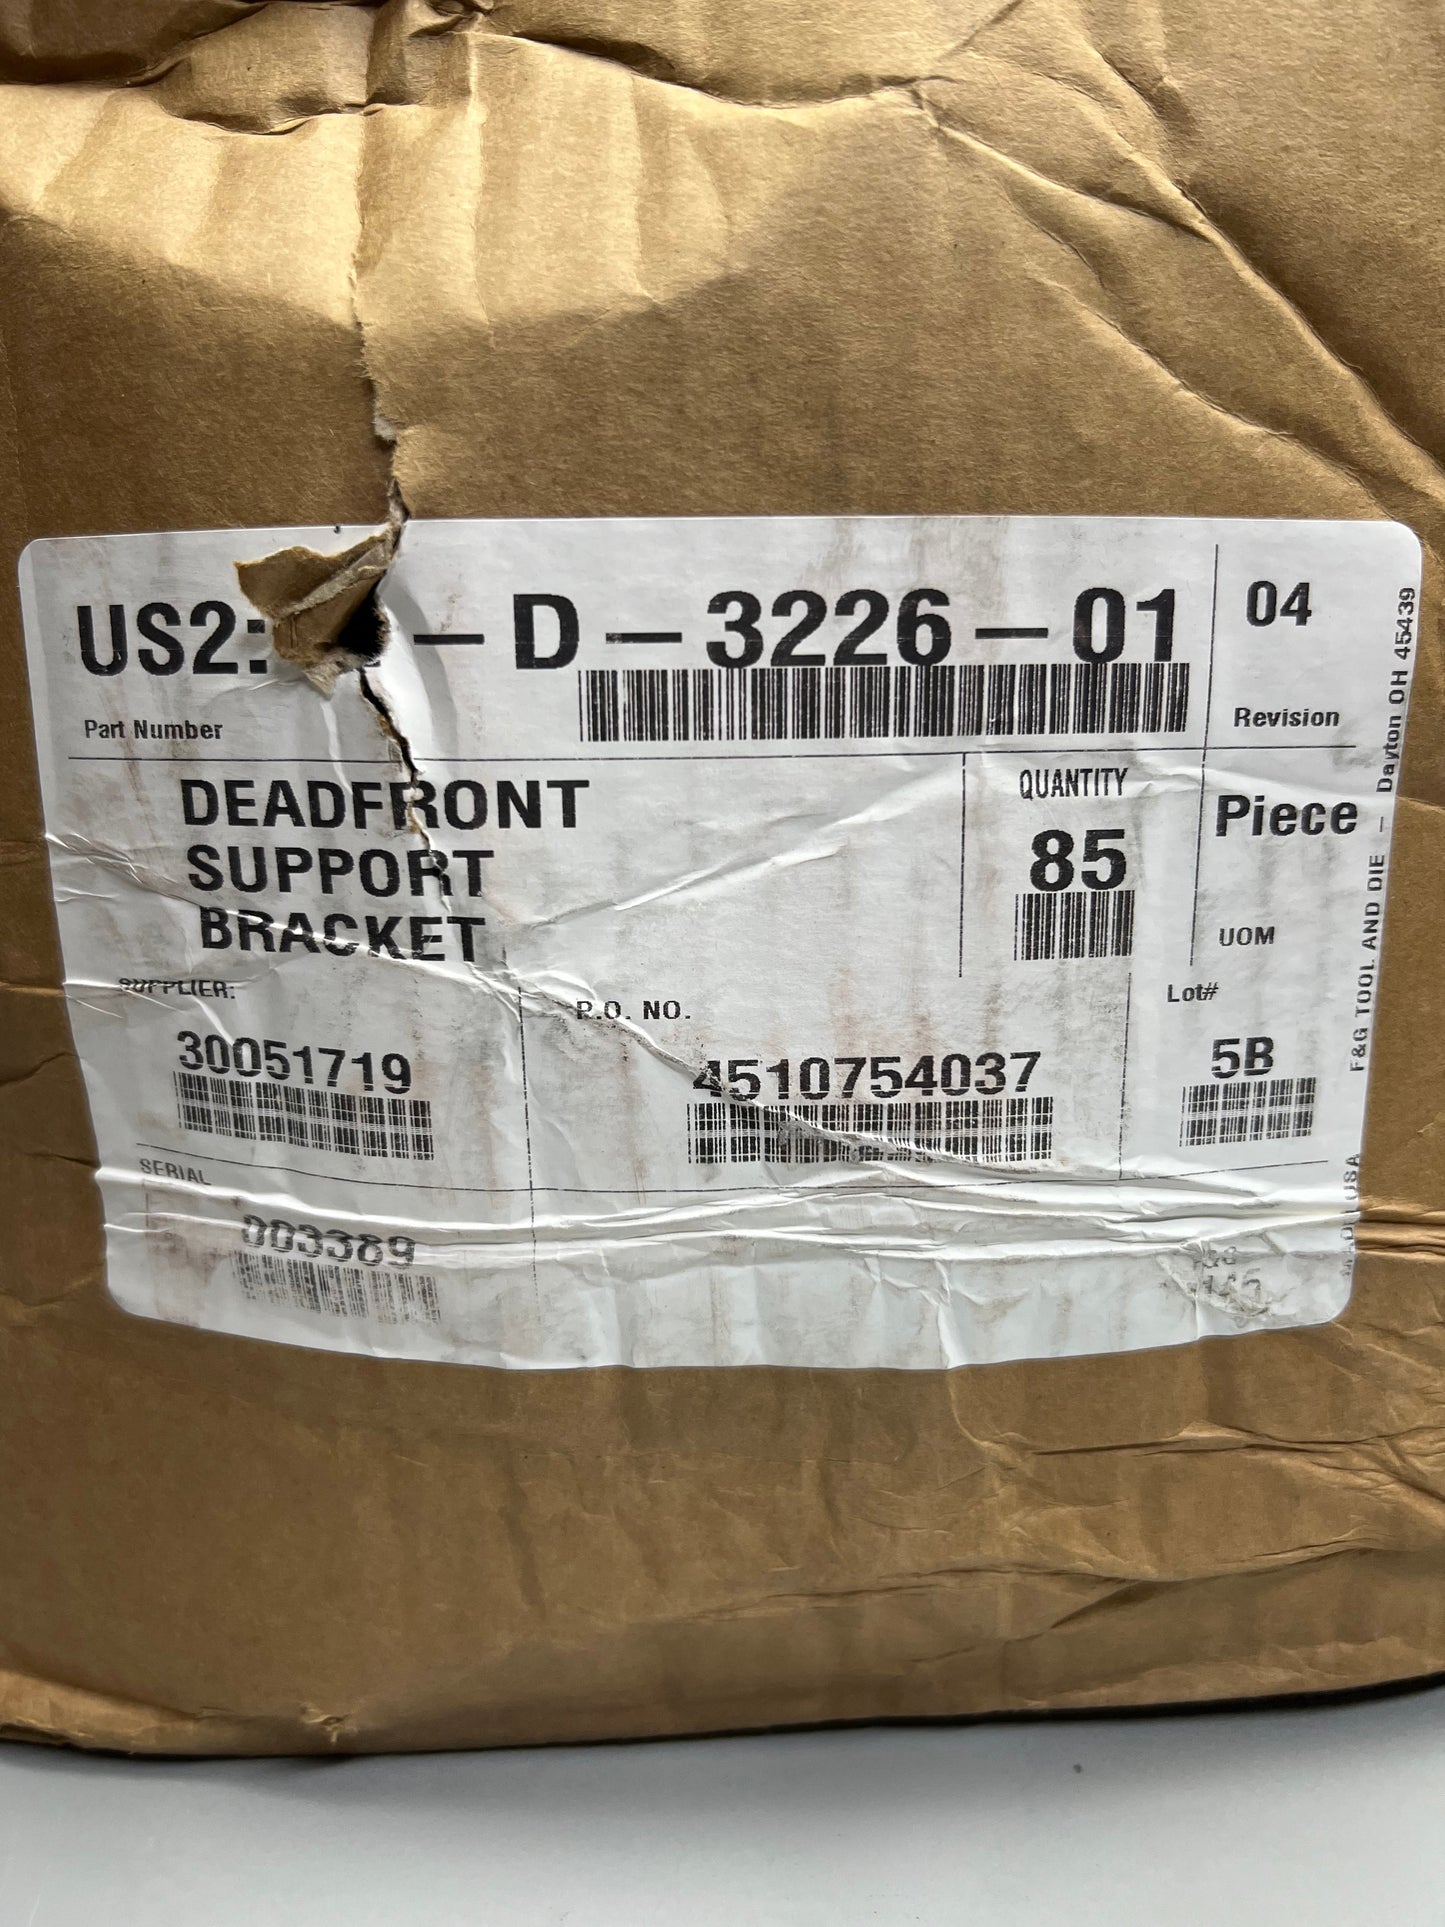 US2: – D – 3226 – 01
Part Number
04
Revision
DEADFRONT
SUPPORT
BRACKET
QUANTITY
85
Piece
UOM
SUPPLIER:
30051719
P.O. NO.
4510754037
Lot#
5B
SERIAL
003389
F&G TOOL AND DIE – Dayton OH 45439